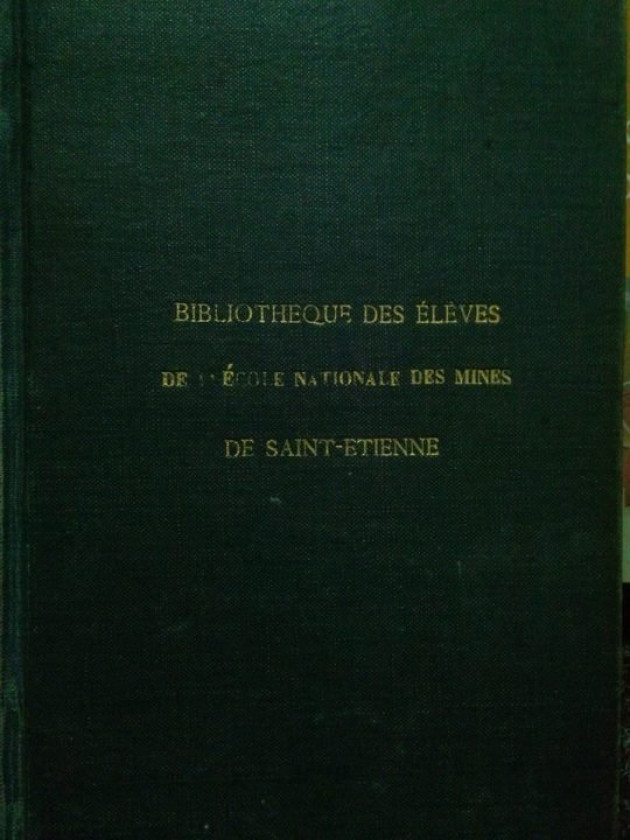 BIBLIOTHEQUE DES ÉLÈVES
DE L'ÉCOLE NATIONALE DES MINES
DE SAINT-ETIENNE